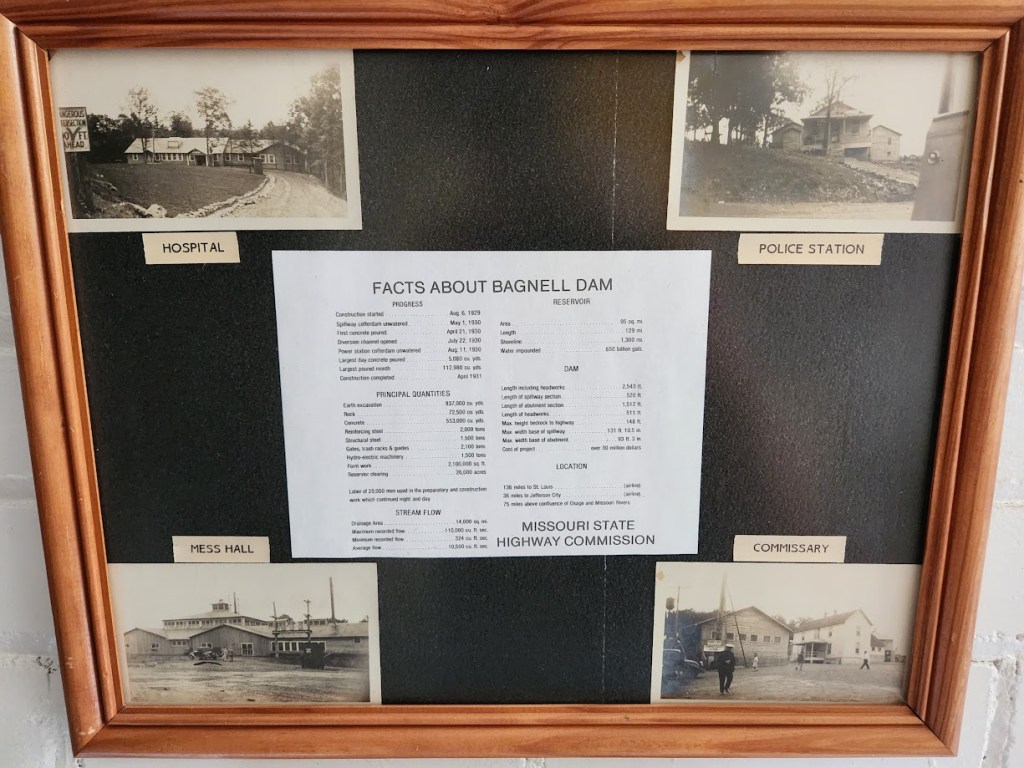 DANGEROUS
INTERSECTION
FT
AHEAD
HOSPITAL
POLICE STATION
FACTS ABOUT BAGNELL DAM
PROGRESS
Construction started Aug. 6, 1929
Spillway cofferdam unwatered May 1, 1930
First concrete poured April 21, 1930
Diversion channel opened July 22, 1930
Power station cofferdam unwatered Aug. 11, 1930
Largest day concrete poured 5,080 cu. yds.
Largest poured month 112,980 cu. yds.
Construction completed April 1931
PRINCIPAL QUANTITIES
Earth excavation 937,000 cu. yds.
Rock 72,500 cu. yds.
Concrete 553,000 cu. yds.
Reinforcing steel 2,000 tons
Structural steel 1,500 tons
Gates, trash racks & guides 2,100 tons
Hydro-electric machinery 1,500 tons
Form work 2,100,000 sq. ft.
Reservoir clearing 26,000 acres
Labor of 20,000 men used in the preparatory and construction
work which continued night and day.
STREAM FLOW
Drainage Area 14,000 sq. mi.
Maximum recorded flow 110,000 cu. ft. sec.
Minimum recorded flow 324 cu. ft. sec.
Average flow 10,500 cu. ft. sec.
RESERVOIR
Area 95 sq. mi.
Length 129 mi.
Shoreline 1,300 mi.
Water impounded 650 billion gals.
DAM
Length including headworks 2,543 ft.
Length of spillway section 520 ft.
Length of abutment section 1,512 ft.
Length of headworks 511 ft.
Max. height bedrock to highway 148 ft.
Max. width base of spillway 131 ft. 10.5 in.
Max. width base of abutment 93 ft. 3 in.
Cost of project over 30 million dollars
LOCATION
136 miles to St. Louis (airline)
36 miles to Jefferson City (airline)
75 miles above confluence of Osage and Missouri Rivers.
MISSOURI STATE
HIGHWAY COMMISSION
MESS HALL
COMMISSARY